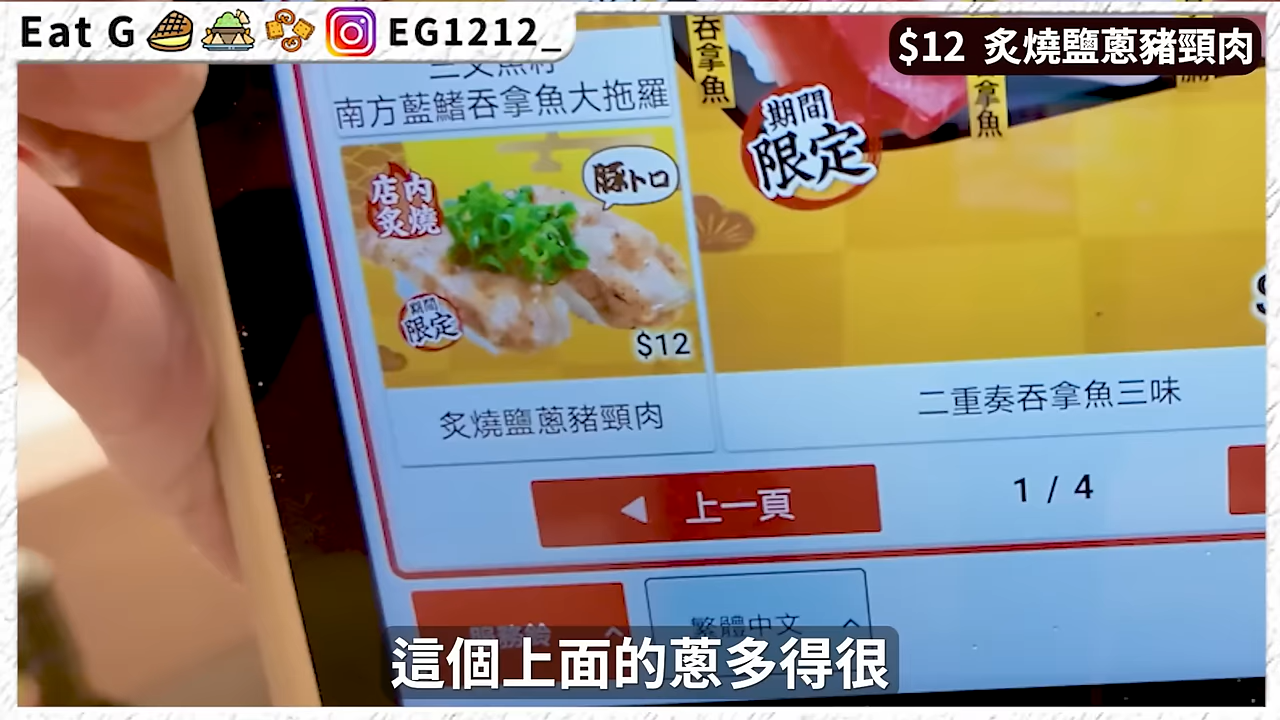 Eat G EG1212_
$12 炙燒鹽蔥豬頸肉
吞拿魚
拿魚
南方藍鰭吞拿魚大拖羅
期間
限定
店內
炙燒
豚トロ
期間
限定
$12
炙燒鹽蔥豬頸肉
二重奏吞拿魚三味
上一頁
1 / 4
繁體中文
這個上面的蔥多得很